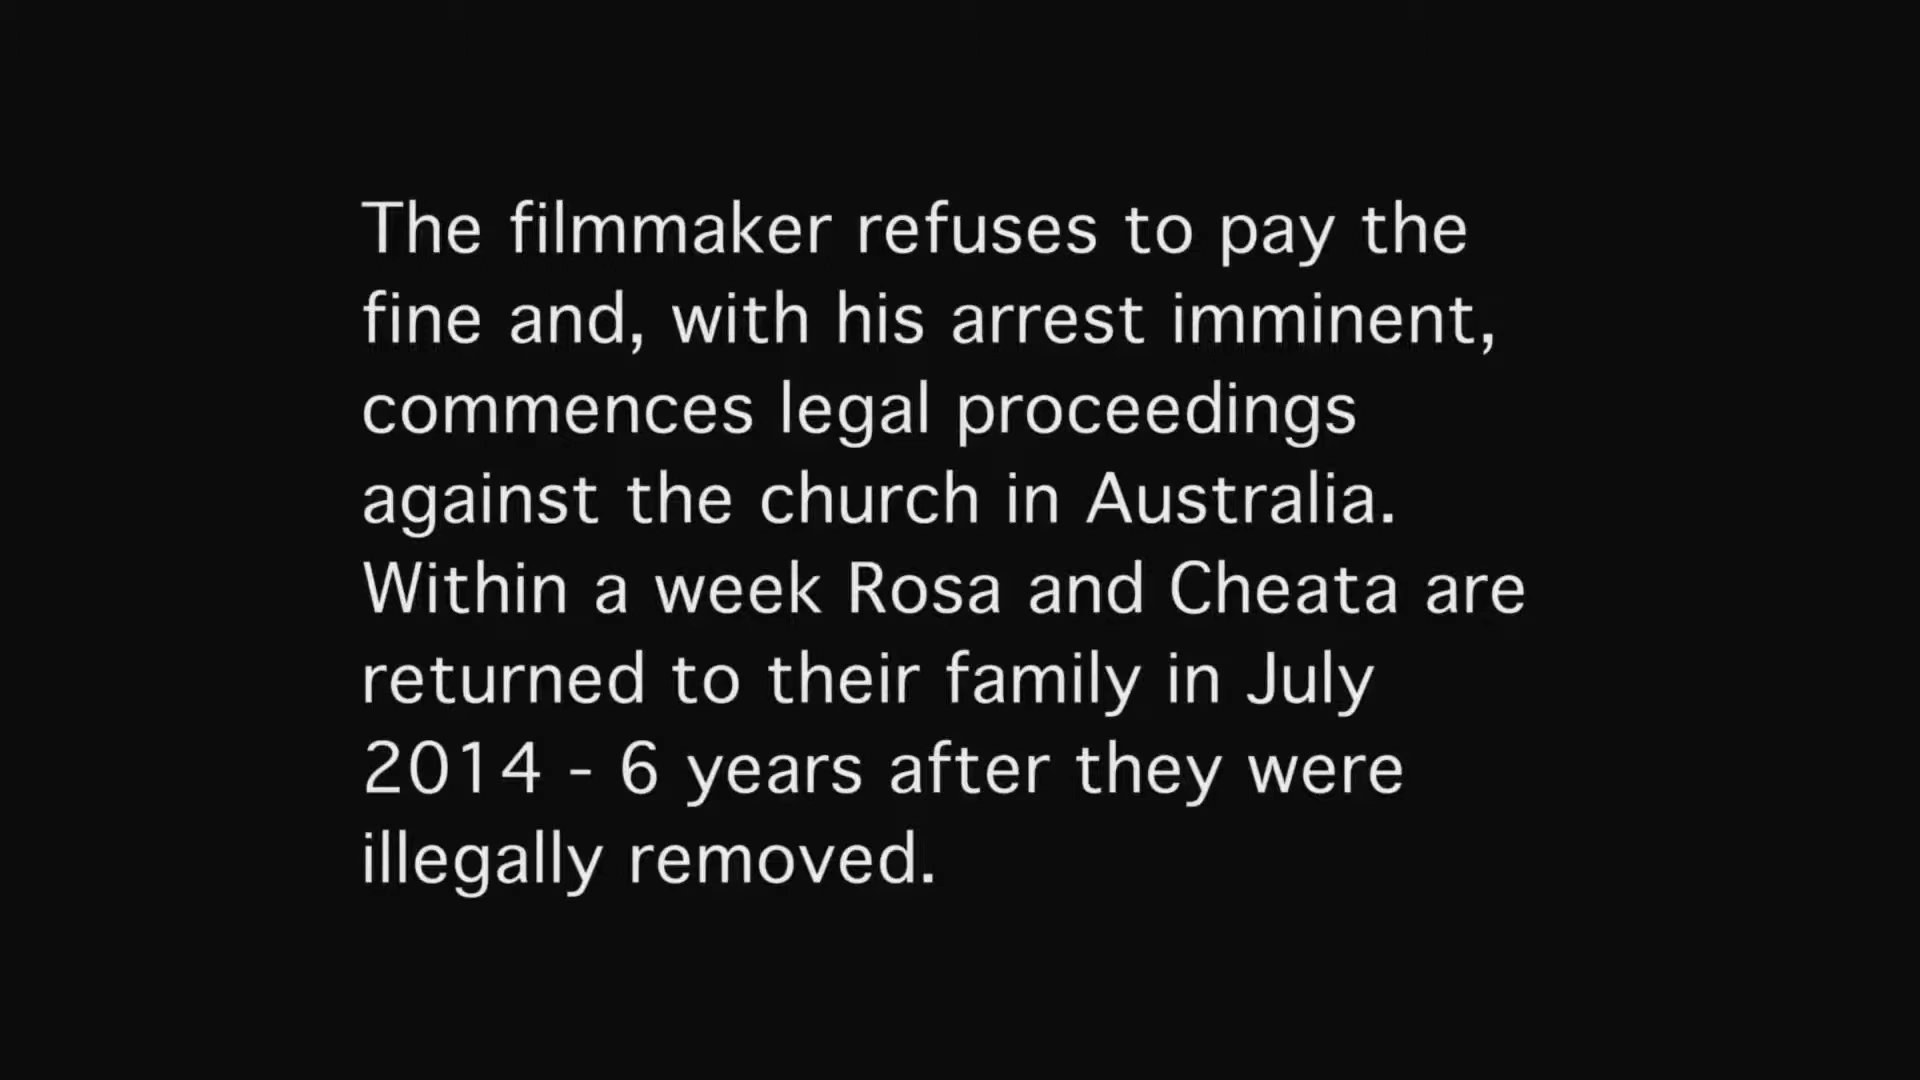 The filmmaker refuses to pay the
fine and, with his arrest imminent,
commences legal proceedings
against the church in Australia.
Within a week Rosa and Cheata are
returned to their family in July
2014 - 6 years after they were
illegally removed.